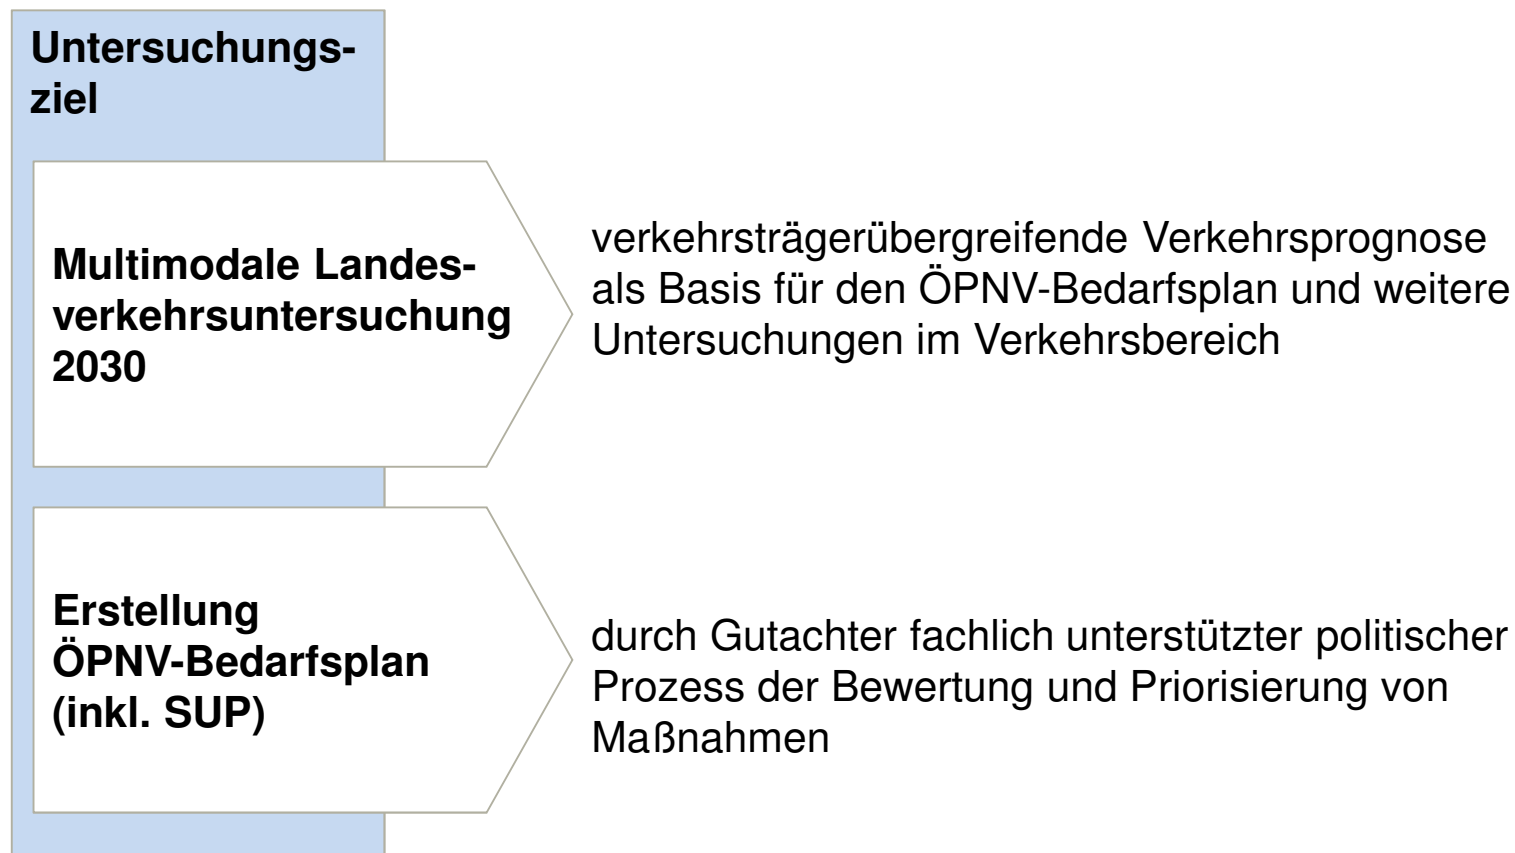 Untersuchungs-
ziel
Multimodale Landes-
verkehrsuntersuchung
2030
verkehrsträgerübergreifende Verkehrsprognose
als Basis für den ÖPNV-Bedarfsplan und weitere
Untersuchungen im Verkehrsbereich
Erstellung
ÖPNV-Bedarfsplan
(inkl. SUP)
durch Gutachter fachlich unterstützter politischer
Prozess der Bewertung und Priorisierung von
Maßnahmen